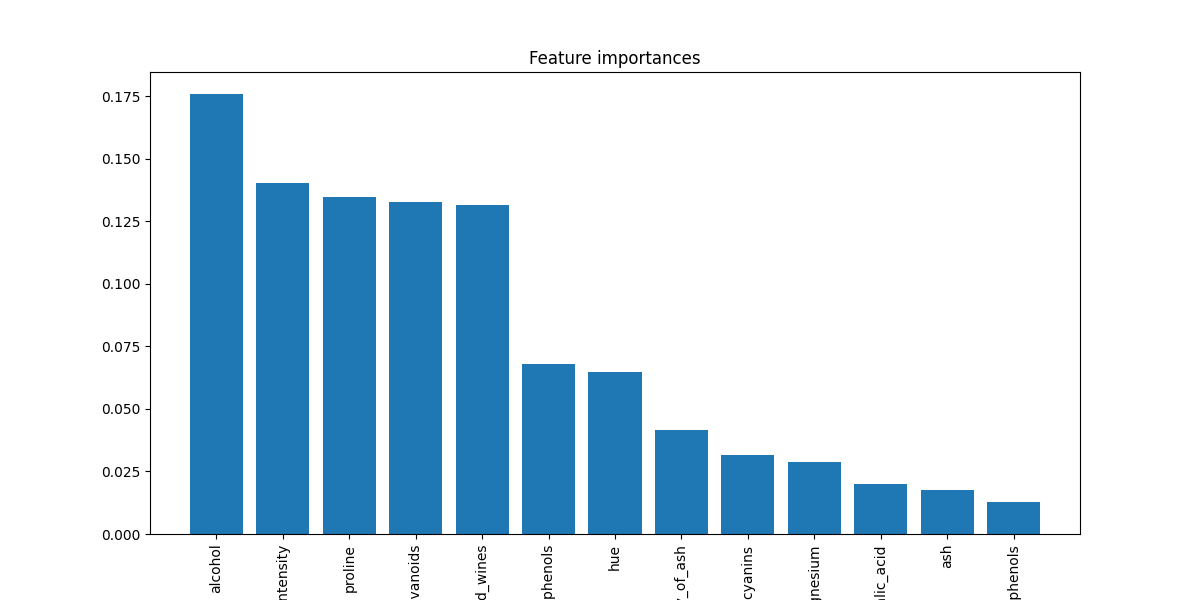 Feature importances
0.175
0.150
0.125
0.100
0.075
0.050
0.025
0.000
alcohol
ntensity
proline
vanoids
d_wines
phenols
hue
_of_ash
cyanins
gnesium
lic_acid
ash
phenols